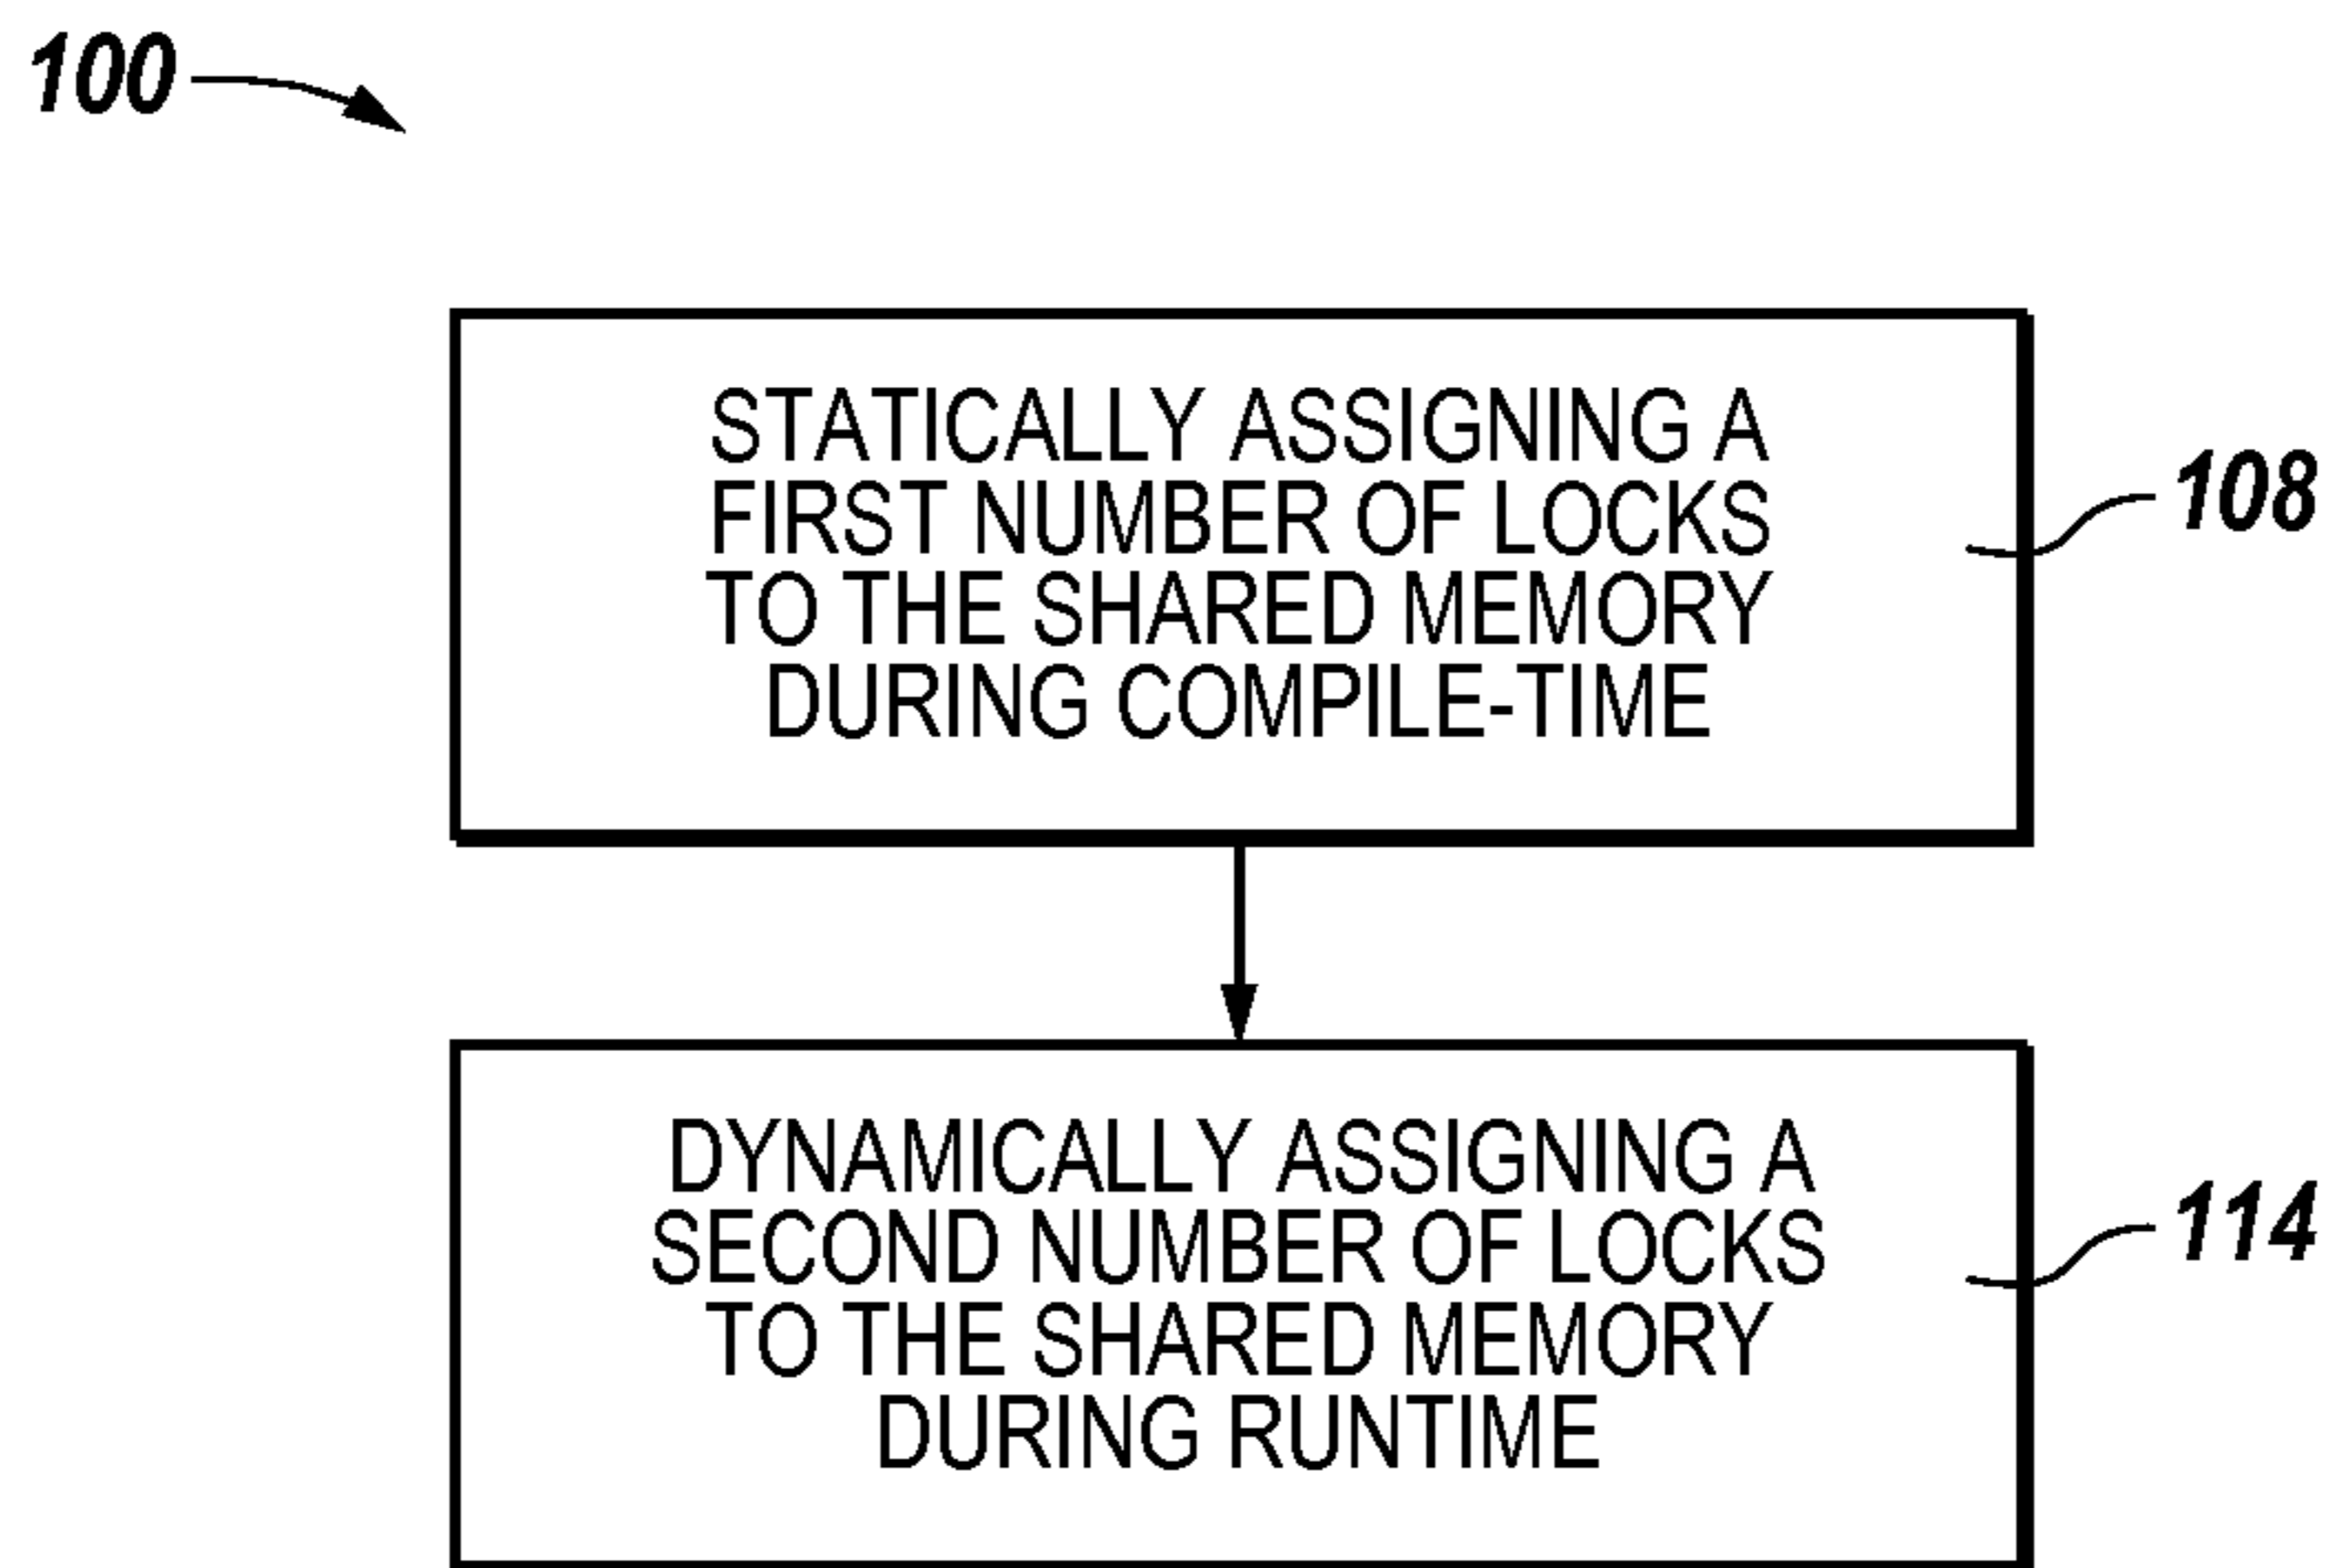 100
STATICALLY ASSIGNING A
FIRST NUMBER OF LOCKS
TO THE SHARED MEMORY
DURING COMPILE-TIME
108
DYNAMICALLY ASSIGNING A
SECOND NUMBER OF LOCKS
TO THE SHARED MEMORY
DURING RUNTIME
114